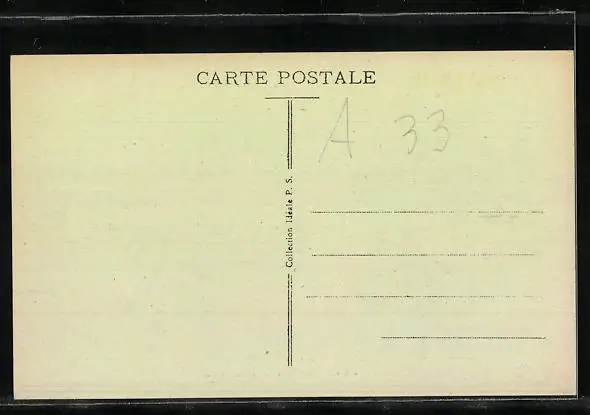 CARTE POSTALE
A. 33
Collection Idéale P. S.